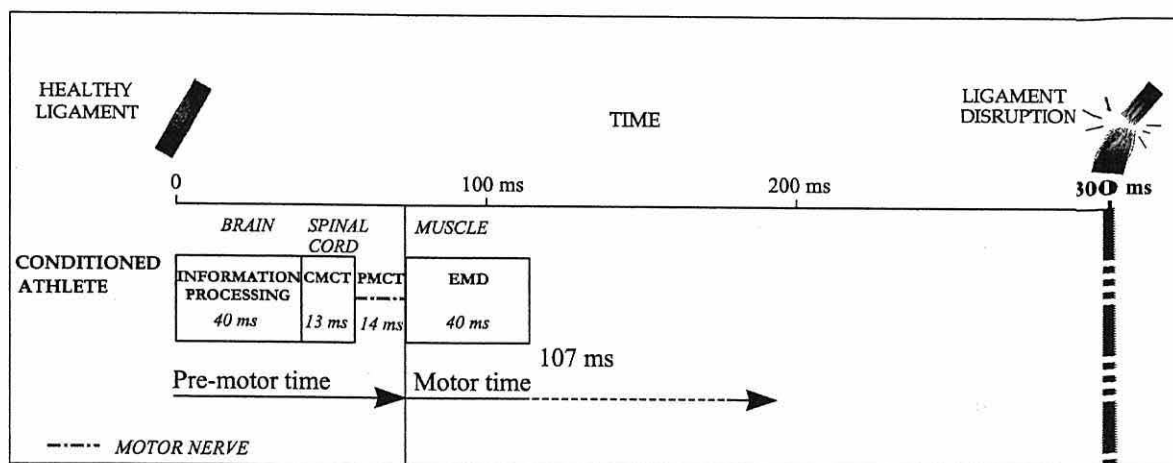 HEALTHY
LIGAMENT
TIME
LIGAMENT
DISRUPTION
0
100 ms
200 ms
300 ms
BRAIN
SPINAL
CORD
MUSCLE
CONDITIONED
ATHLETE
INFORMATION
PROCESSING
40 ms
CMCT
13 ms
PMCT
14 ms
EMD
40 ms
107 ms
Pre-motor time
Motor time
MOTOR NERVE